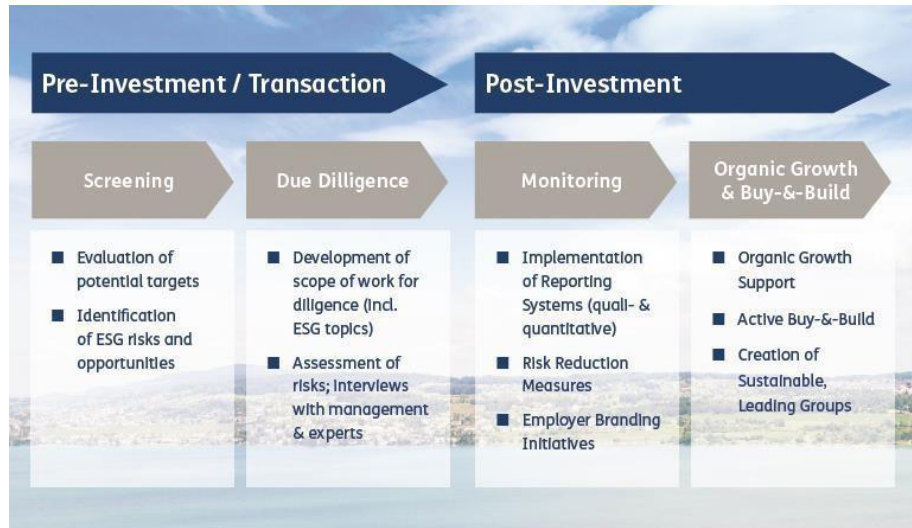 Pre-Investment / Transaction
Post-Investment
Screening
Due Dilligence
Monitoring
Organic Growth
& Buy-&-Build
■ Evaluation of
potential targets
■ Identification
of ESG risks and
opportunities
■ Development of
scope of work for
diligence (incl.
ESG topics)
■ Assessment of
risks; interviews
with management
& experts
■ Implementation
of Reporting
Systems (quali- &
quantitative)
■ Risk Reduction
Measures
■ Employer Branding
Initiatives
■ Organic Growth
Support
■ Active Buy-&-Build
■ Creation of
Sustainable,
Leading Groups